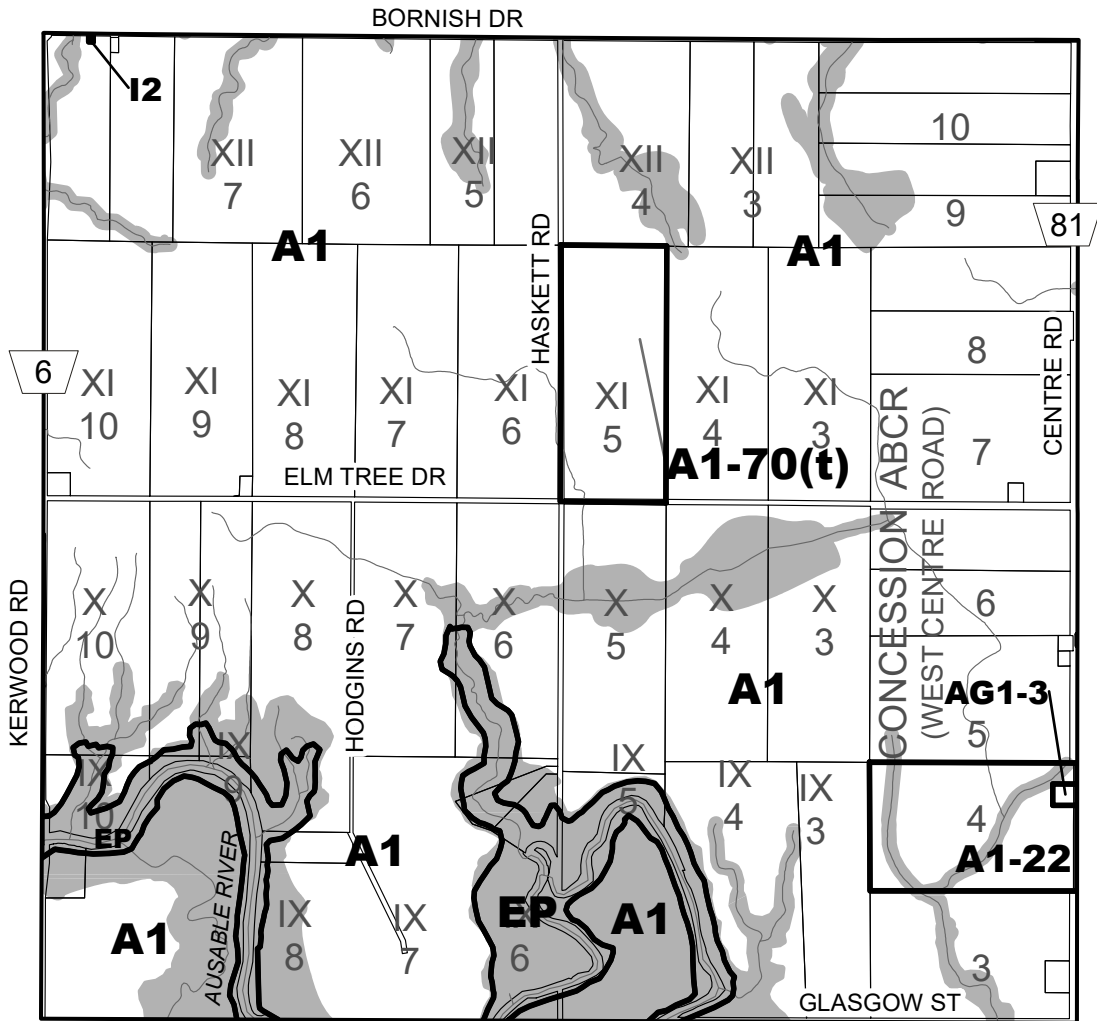 BORNISH DR
I2
XII
7
XII
6
XII
5
XII
4
XII
3
10
9
81
A1
A1
HASKETT RD
6
XI
10
XI
9
XI
8
XI
7
XI
6
XI
5
XI
4
XI
3
8
7
CENTRE RD
A1-70(t)
ELM TREE DR
CONCESSION ABCR
(WEST CENTRE ROAD)
KERWOOD RD
X
10
X
9
X
8
HODGINS RD
X
7
X
6
X
5
X
4
X
3
6
A1
AG1-3
5
IX
10
IX
9
IX
5
IX
4
IX
3
4
A1-22
EP
A1
AUSABLE RIVER
A1
IX
8
IX
7
EP
6
A1
3
GLASGOW ST